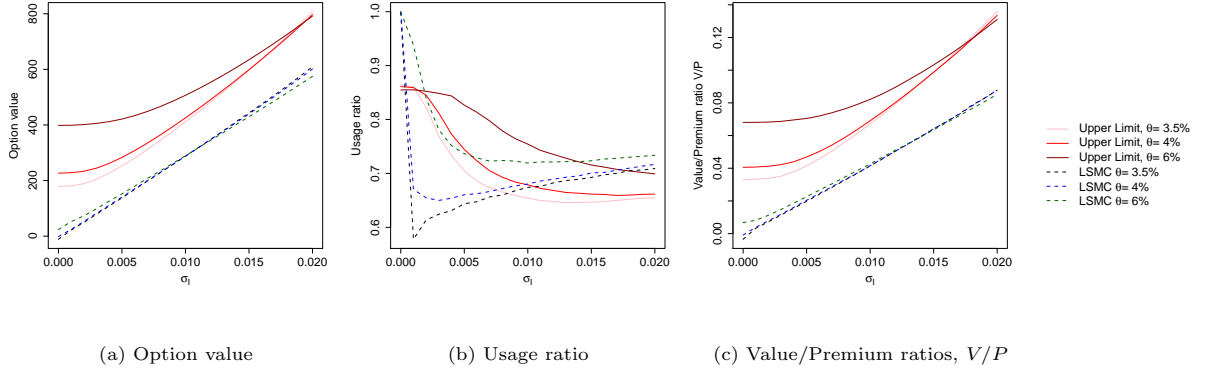 Option value
0 200 400 600 800
0.000 0.005 0.010 0.015 0.020
σI
Usage ratio
0.6 0.7 0.8 0.9 1.0
0.000 0.005 0.010 0.015 0.020
σI
Value/Premium ratio V/P
0.00 0.04 0.08 0.12
0.000 0.005 0.010 0.015 0.020
σI
Upper Limit, θ= 3.5%
Upper Limit, θ= 4%
Upper Limit, θ= 6%
LSMC θ= 3.5%
LSMC θ= 4%
LSMC θ= 6%
(a) Option value
(b) Usage ratio
(c) Value/Premium ratios, V/P